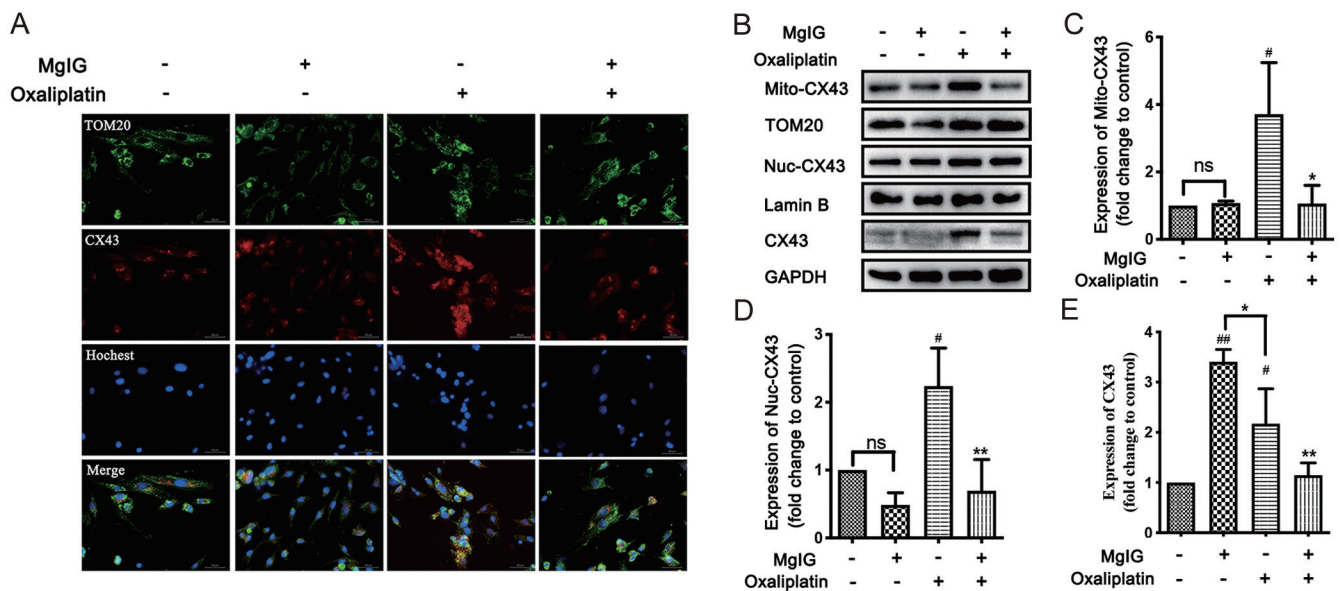 A
MgIG - + - +
Oxaliplatin - - + +
TOM20
CX43
Hochest
Merge
B
MgIG - + - +
Oxaliplatin - - + +
Mito-CX43
TOM20
Nuc-CX43
Lamin B
CX43
GAPDH
C
Expression of Mito-CX43
(fold change to control)
6
4
2
1
0
ns
#
*
MgIG - + - +
Oxaliplatin - - + +
D
Expression of Nuc-CX43
(fold change to control)
3
2
1
0
ns
#
**
MgIG - + - +
Oxaliplatin - - + +
E
Expression of CX43
(fold change to control)
4
3
2
1
0
##
*
#
**
MgIG - + - +
Oxaliplatin - - + +